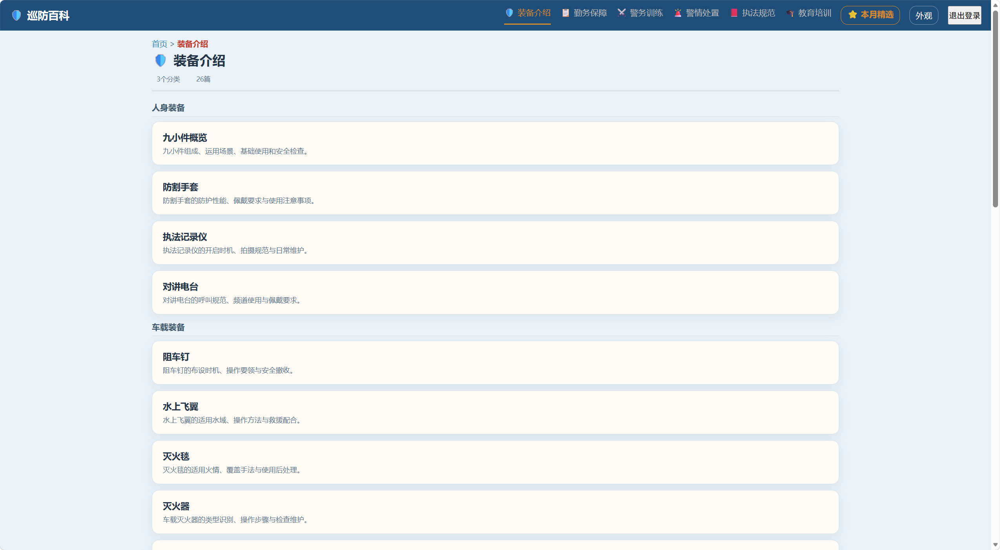 巡防百科
装备介绍 勤务保障 警务训练 警情处置 执法规范 教育培训 本月精选 外观 退出登录
首页 > 装备介绍
装备介绍
3个分类 26篇
人身装备
九小件概览
九小件组成、运用场景、基础使用和安全检查。
防割手套
防割手套的防护性能、佩戴要求与使用注意事项。
执法记录仪
执法记录仪的开启时机、拍摄规范与日常维护。
对讲电台
对讲电台的呼叫规范、频道使用与佩戴要求。
车载装备
阻车钉
阻车钉的布设时机、操作要领与安全撤收。
水上飞翼
水上飞翼的适用水域、操作方法与救援配合。
灭火毯
灭火毯的适用火情、覆盖手法与使用后处理。
灭火器
车载灭火器的类型识别、操作步骤与检查维护。